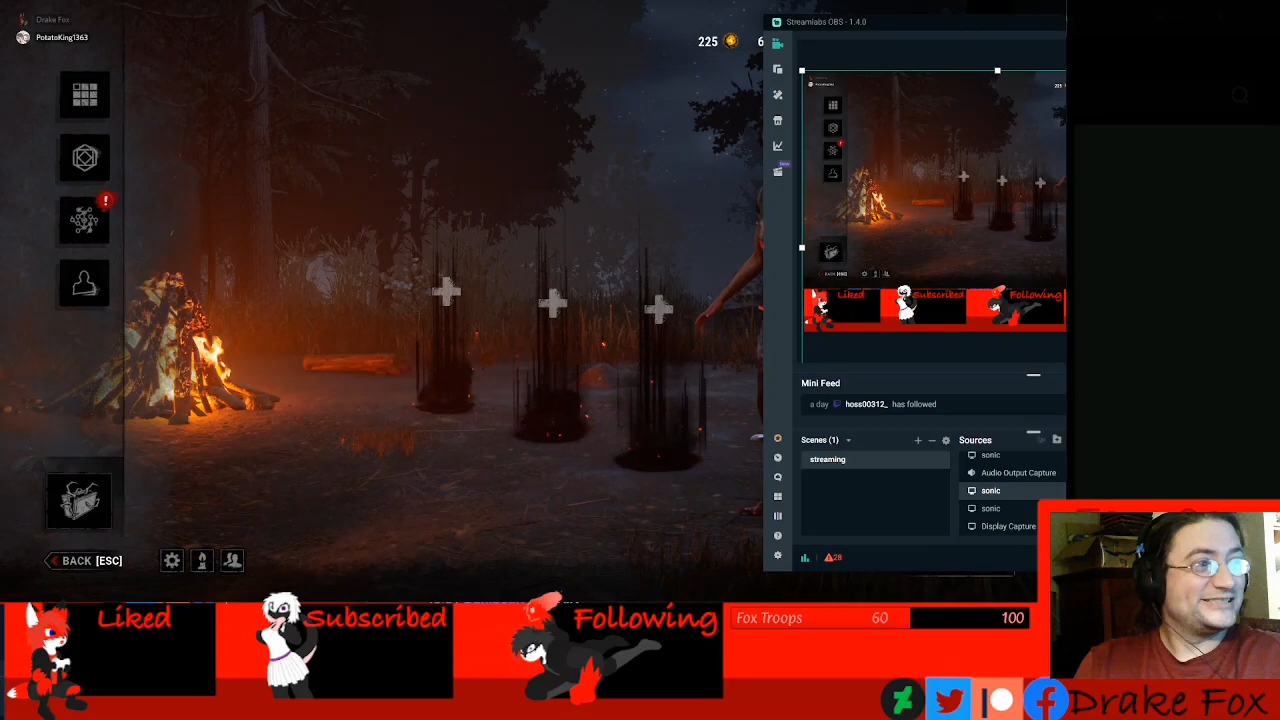 Drake Fox
PotatoKing1363
225
6
!
BACK [ESC]
Streamlabs OBS - 1.4.0
Liked
Subscribed
Following
Mini Feed
a day hoss00312_ has followed
Scenes (1)
streaming
Sources
sonic
Audio Output Capture
sonic
sonic
Display Capture
28
Liked
Subscribed
Following
Fox Troops 60 100
Drake Fox